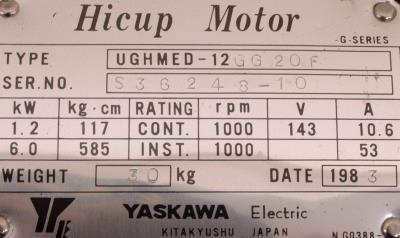 Hicup Motor
-G-SERIES
TYPE UGHMED-12GG20F
SER.NO. S36248-10
kW kg·cm RATING rpm V A
1.2 117 CONT. 1000 143 10.6
6.0 585 INST. 1000 53
WEIGHT 30 kg DATE 1983
YE YASKAWA Electric
KITAKYUSHU JAPAN N.G0388-